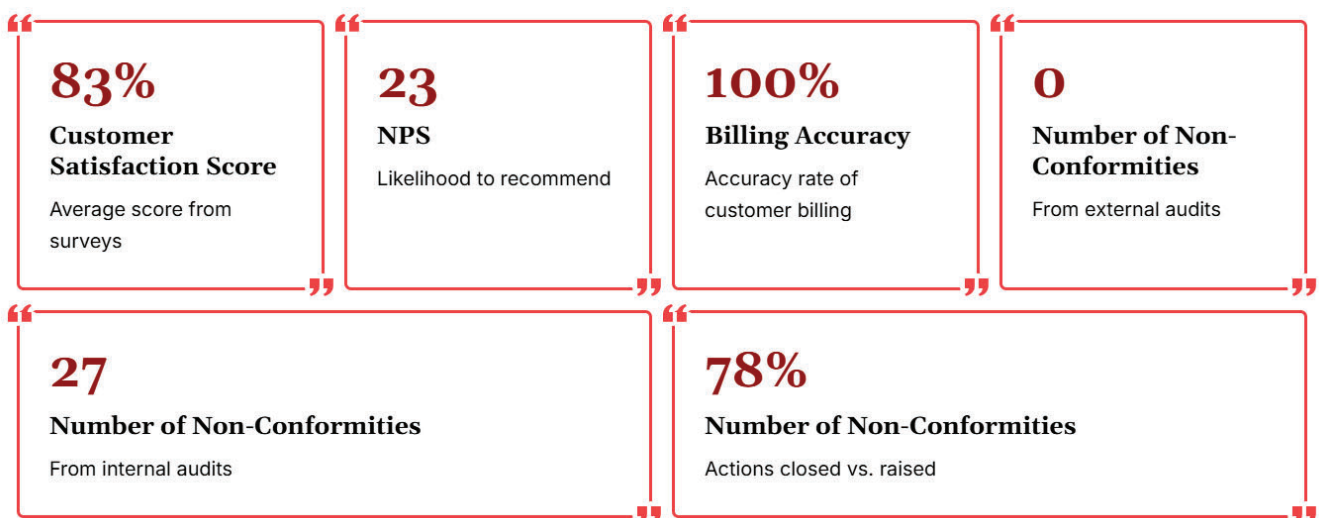 83%
Customer
Satisfaction Score
Average score from
surveys
23
NPS
Likelihood to recommend
100%
Billing Accuracy
Accuracy rate of
customer billing
0
Number of Non-
Conformities
From external audits
27
Number of Non-Conformities
From internal audits
78%
Number of Non-Conformities
Actions closed vs. raised